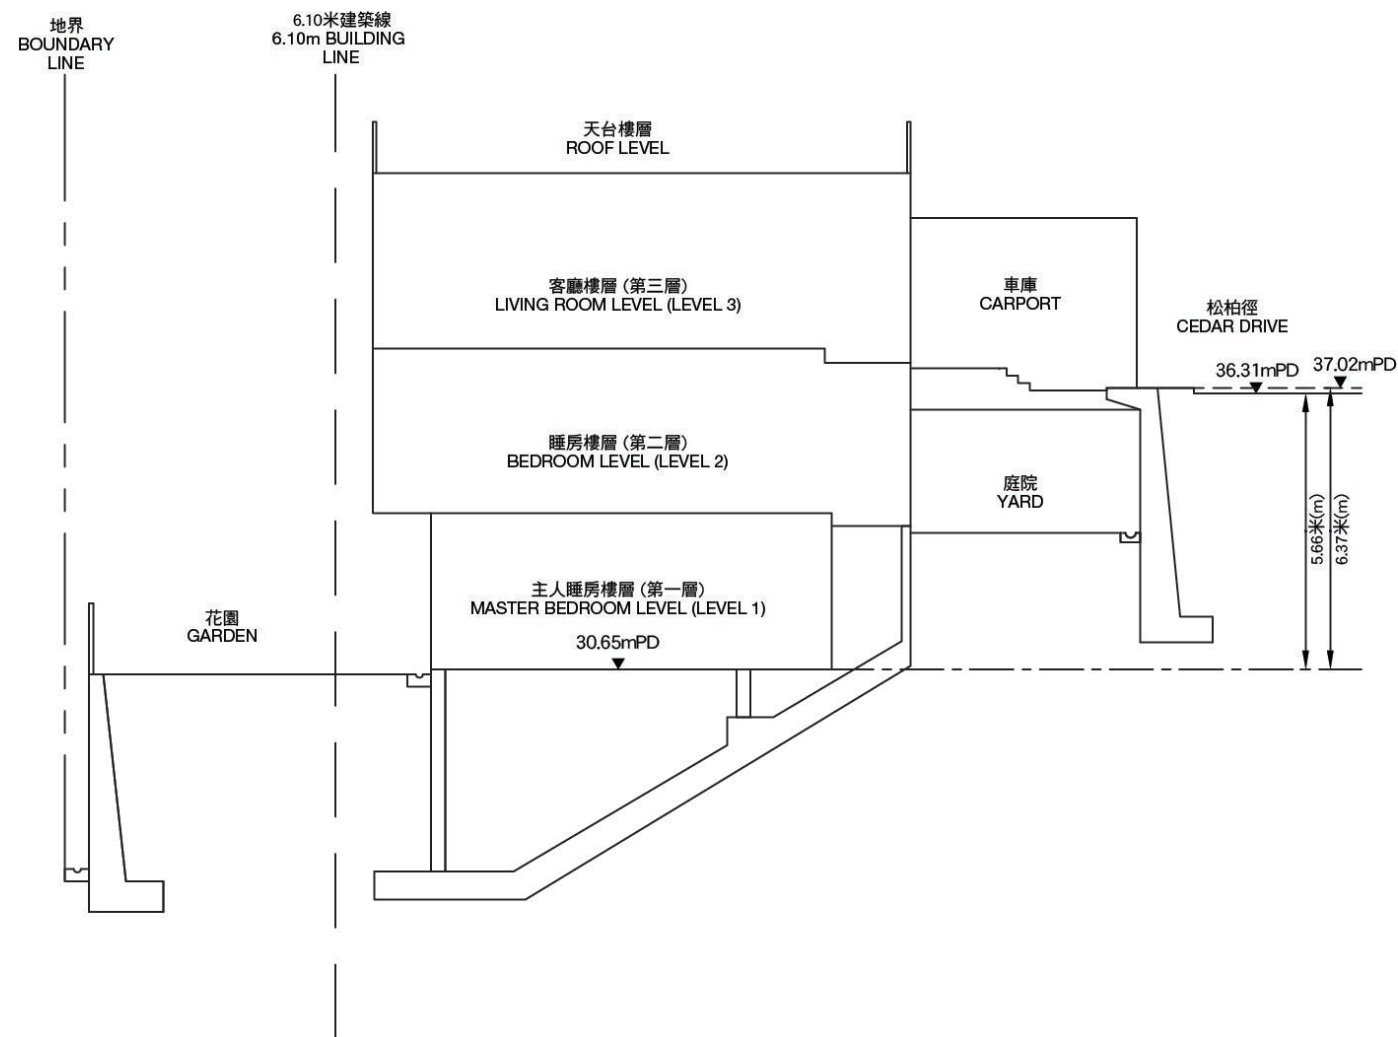 地界
BOUNDARY
LINE
6.10米建築線
6.10m BUILDING
LINE
天台樓層
ROOF LEVEL
客廳樓層 (第三層)
LIVING ROOM LEVEL (LEVEL 3)
車庫
CARPORT
松柏徑
CEDAR DRIVE
36.31mPD
37.02mPD
睡房樓層 (第二層)
BEDROOM LEVEL (LEVEL 2)
庭院
YARD
5.66米(m)
6.37米(m)
主人睡房樓層 (第一層)
MASTER BEDROOM LEVEL (LEVEL 1)
30.65mPD
花園
GARDEN